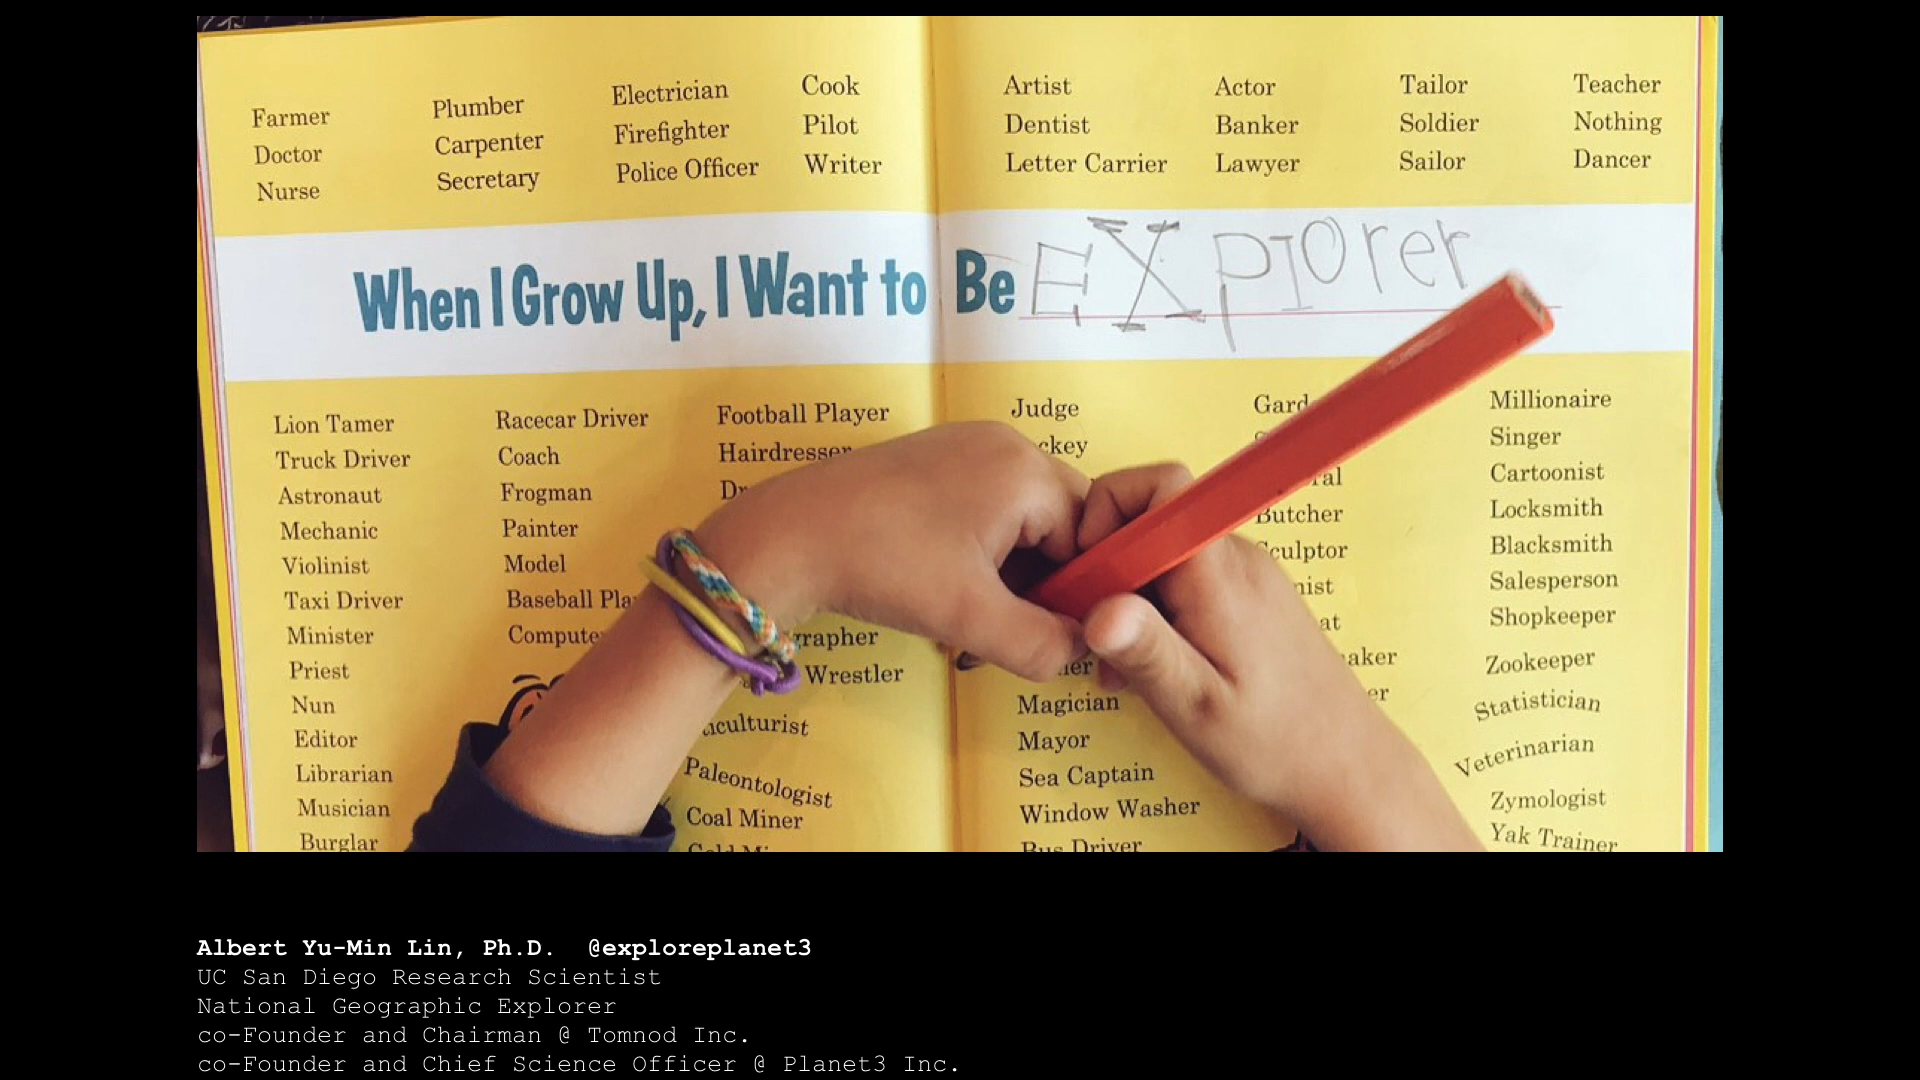 Farmer
Doctor
Nurse
Plumber
Carpenter
Secretary
Electrician
Firefighter
Police Officer
Cook
Pilot
Writer
Artist
Dentist
Letter Carrier
Actor
Banker
Lawyer
Tailor
Soldier
Sailor
Teacher
Nothing
Dancer
When I Grow Up, I Want to Be Explorer
Lion Tamer
Truck Driver
Astronaut
Mechanic
Violinist
Taxi Driver
Minister
Priest
Nun
Editor
Librarian
Musician
Burglar
Racecar Driver
Coach
Frogman
Painter
Model
Baseball
Football Player
Hairdresser
Wrestler
Paleontologist
Coal Miner
Judge
Magician
Mayor
Sea Captain
Window Washer
Bus Driver
Butcher
Sculptor
Millionaire
Singer
Cartoonist
Locksmith
Blacksmith
Salesperson
Shopkeeper
Zookeeper
Statistician
Veterinarian
Zymologist
Yak Trainer
Albert Yu-Min Lin, Ph.D. @exploreplanet3
UC San Diego Research Scientist
National Geographic Explorer
co-Founder and Chairman @ Tomnod Inc.
co-Founder and Chief Science Officer @ Planet3 Inc.